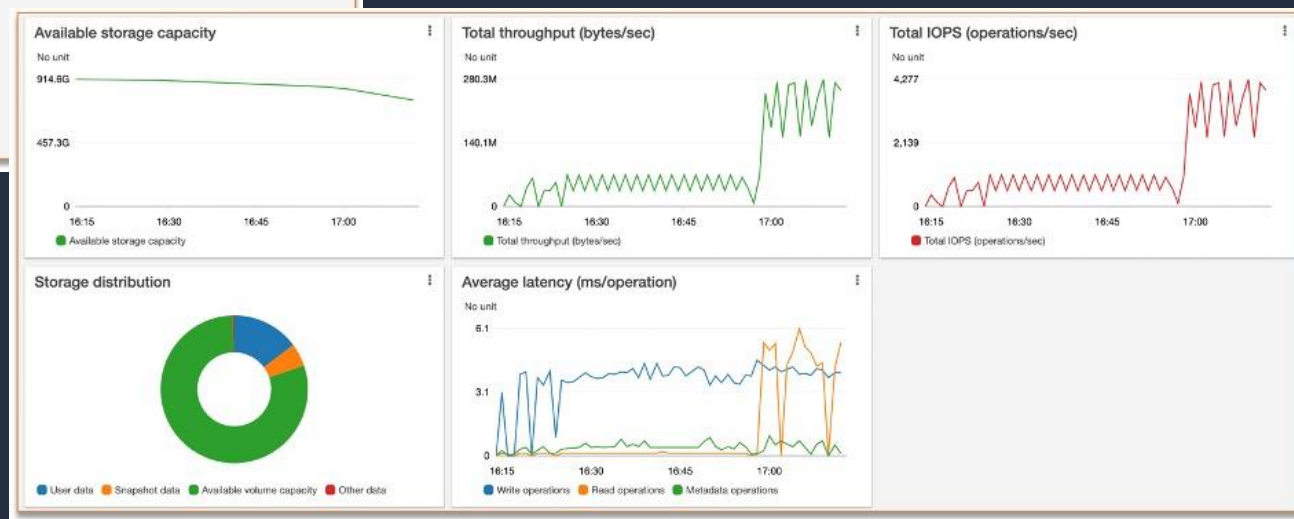 Available storage capacity
No unit
914.6G
457.3G
0
16:15 16:30 16:45 17:00
Available storage capacity
Total throughput (bytes/sec)
No unit
280.3M
140.1M
0
16:15 16:30 16:45 17:00
Total throughput (bytes/sec)
Total IOPS (operations/sec)
No unit
4,277
2,139
0
16:15 16:30 16:45 17:00
Total IOPS (operations/sec)
Storage distribution
User data Snapshot data Available volume capacity Other data
Average latency (ms/operation)
No unit
6.1
3.1
0
16:15 16:30 16:45 17:00
Write operations Read operations Metadata operations